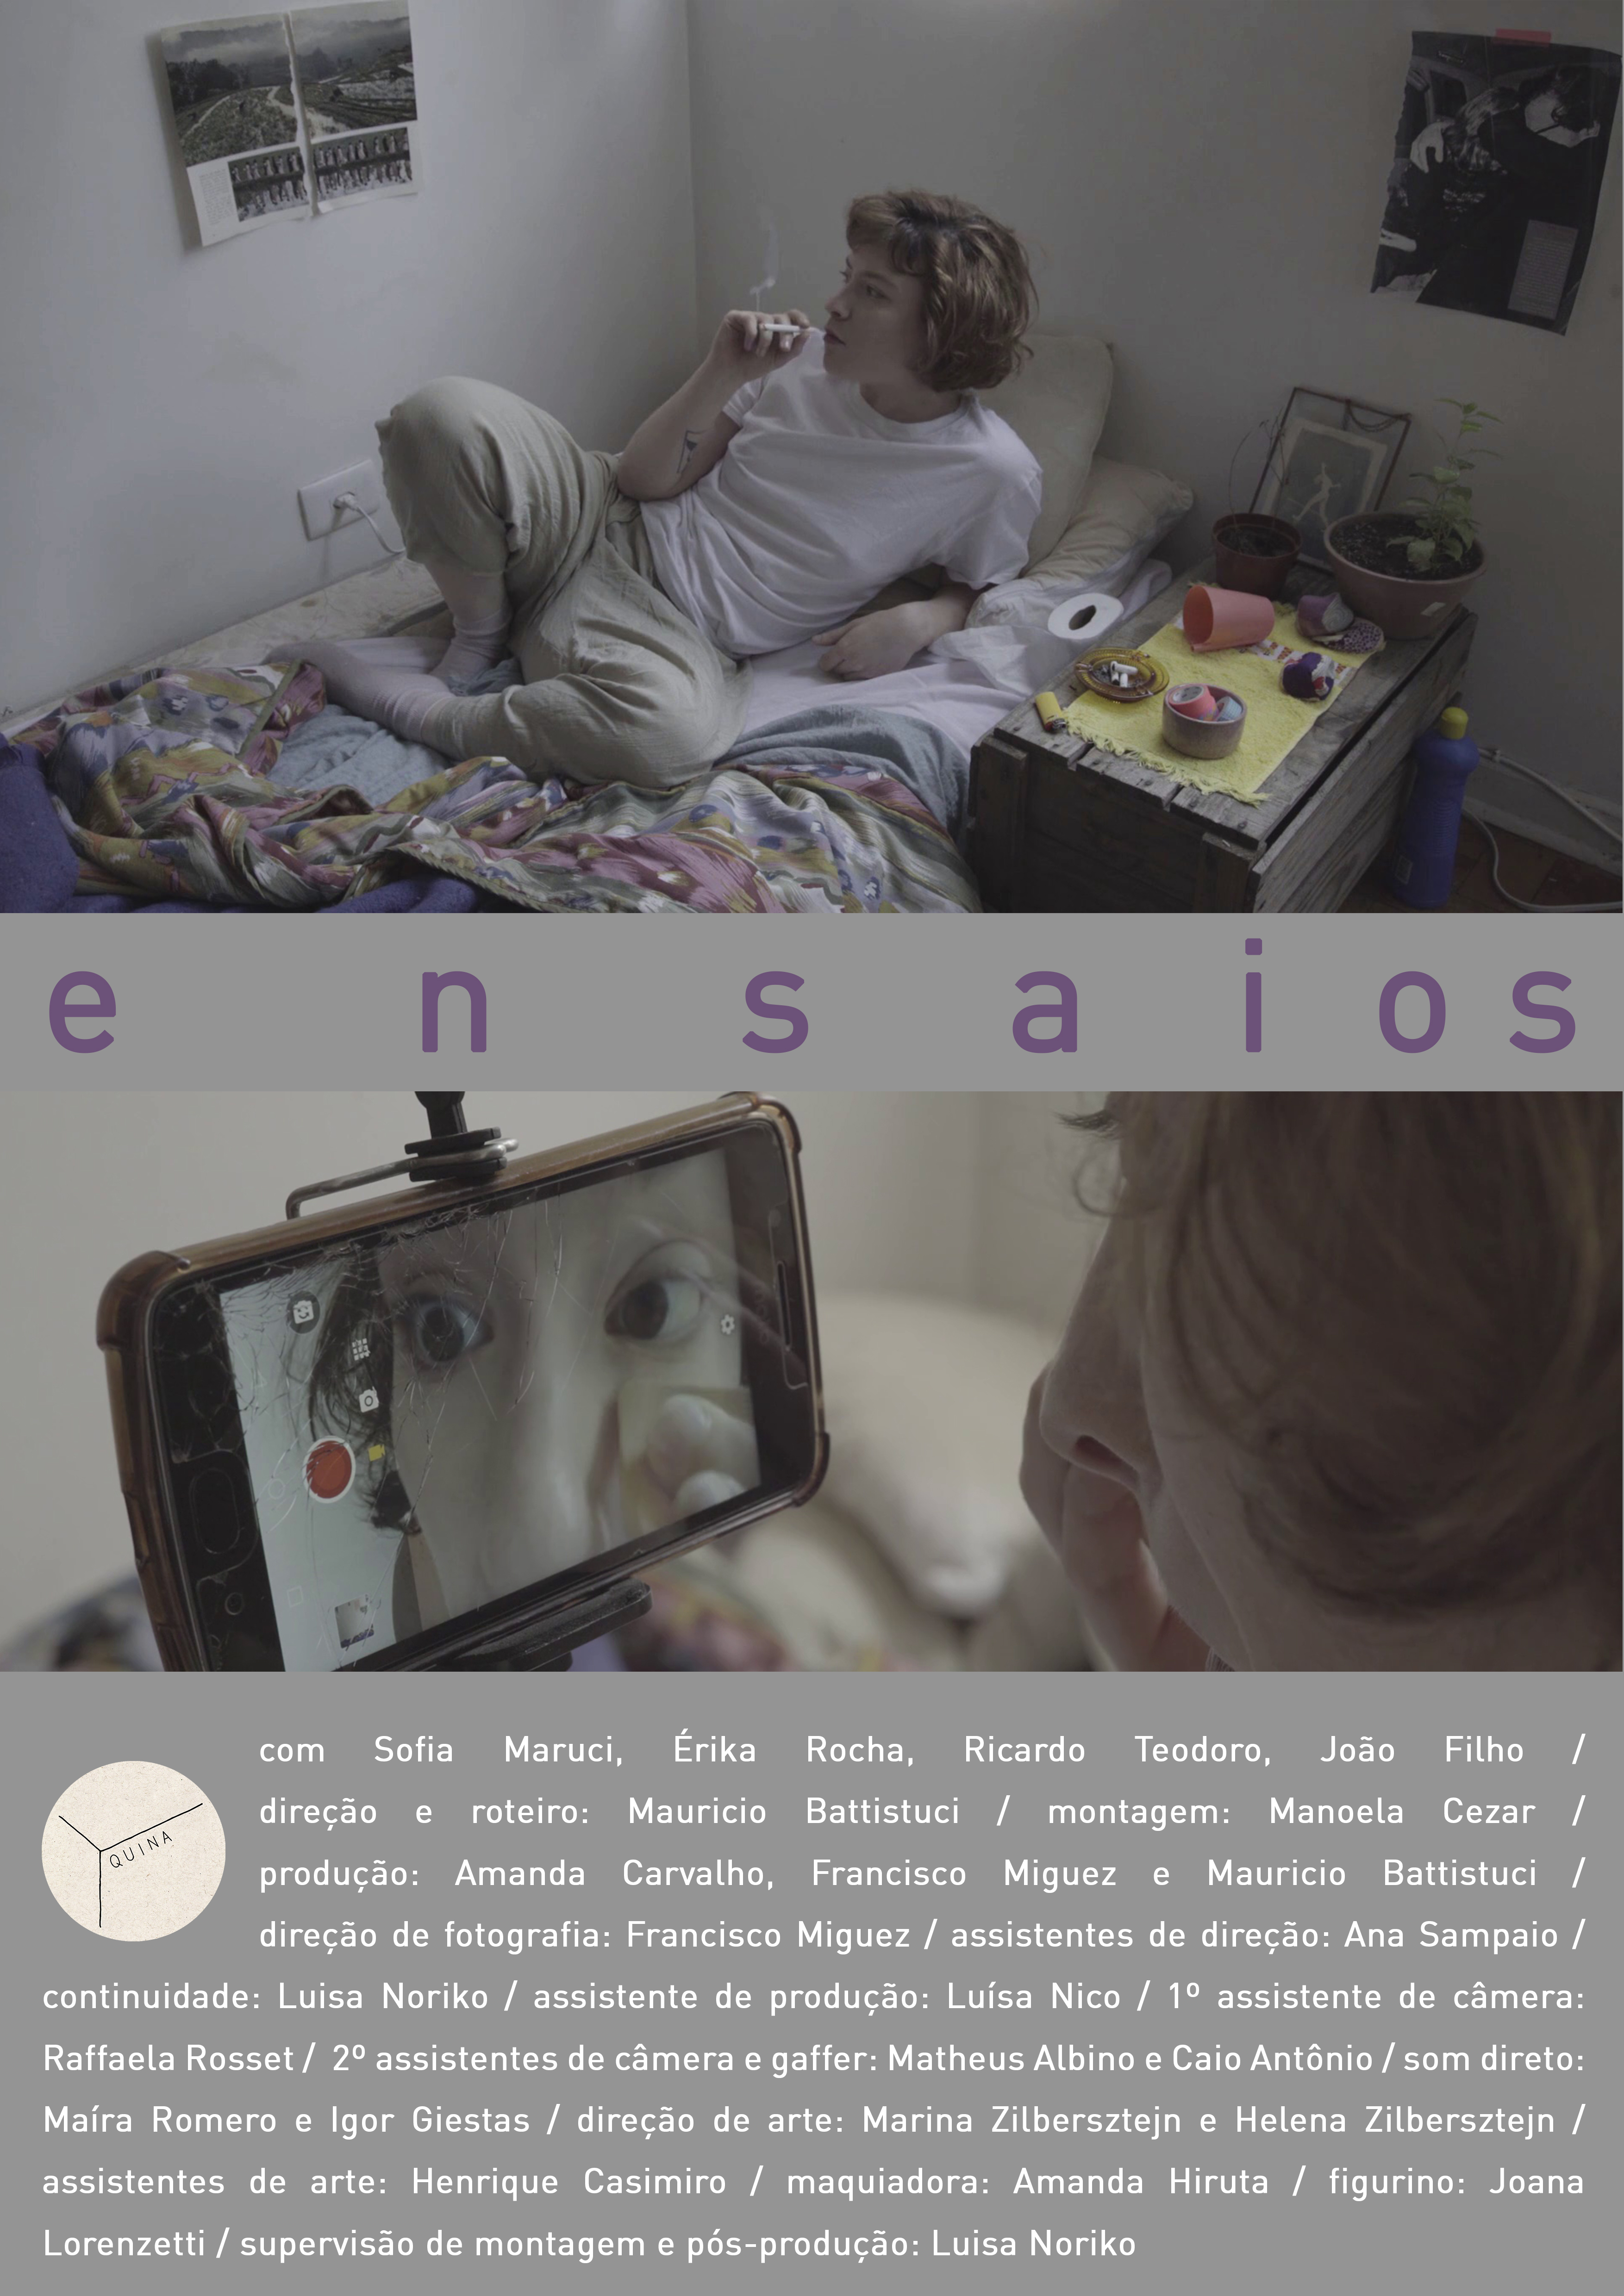 e n s a i o s
com Sofia Maruci, Érika Rocha, Ricardo Teodoro, João Filho /
direção e roteiro: Mauricio Battistuci / montagem: Manoela Cezar /
QUINA
produção: Amanda Carvalho, Francisco Miguez e Mauricio Battistuci /
direção de fotografia: Francisco Miguez / assistentes de direção: Ana Sampaio /
continuidade: Luisa Noriko / assistente de produção: Luísa Nico / 1º assistente de câmera:
Raffaela Rosset / 2º assistentes de câmera e gaffer: Matheus Albino e Caio Antônio / som direto:
Maíra Romero e Igor Giestas / direção de arte: Marina Zilbersztejn e Helena Zilbersztejn /
assistentes de arte: Henrique Casimiro / maquiadora: Amanda Hiruta / figurino: Joana
Lorenzetti / supervisão de montagem e pós-produção: Luisa Noriko